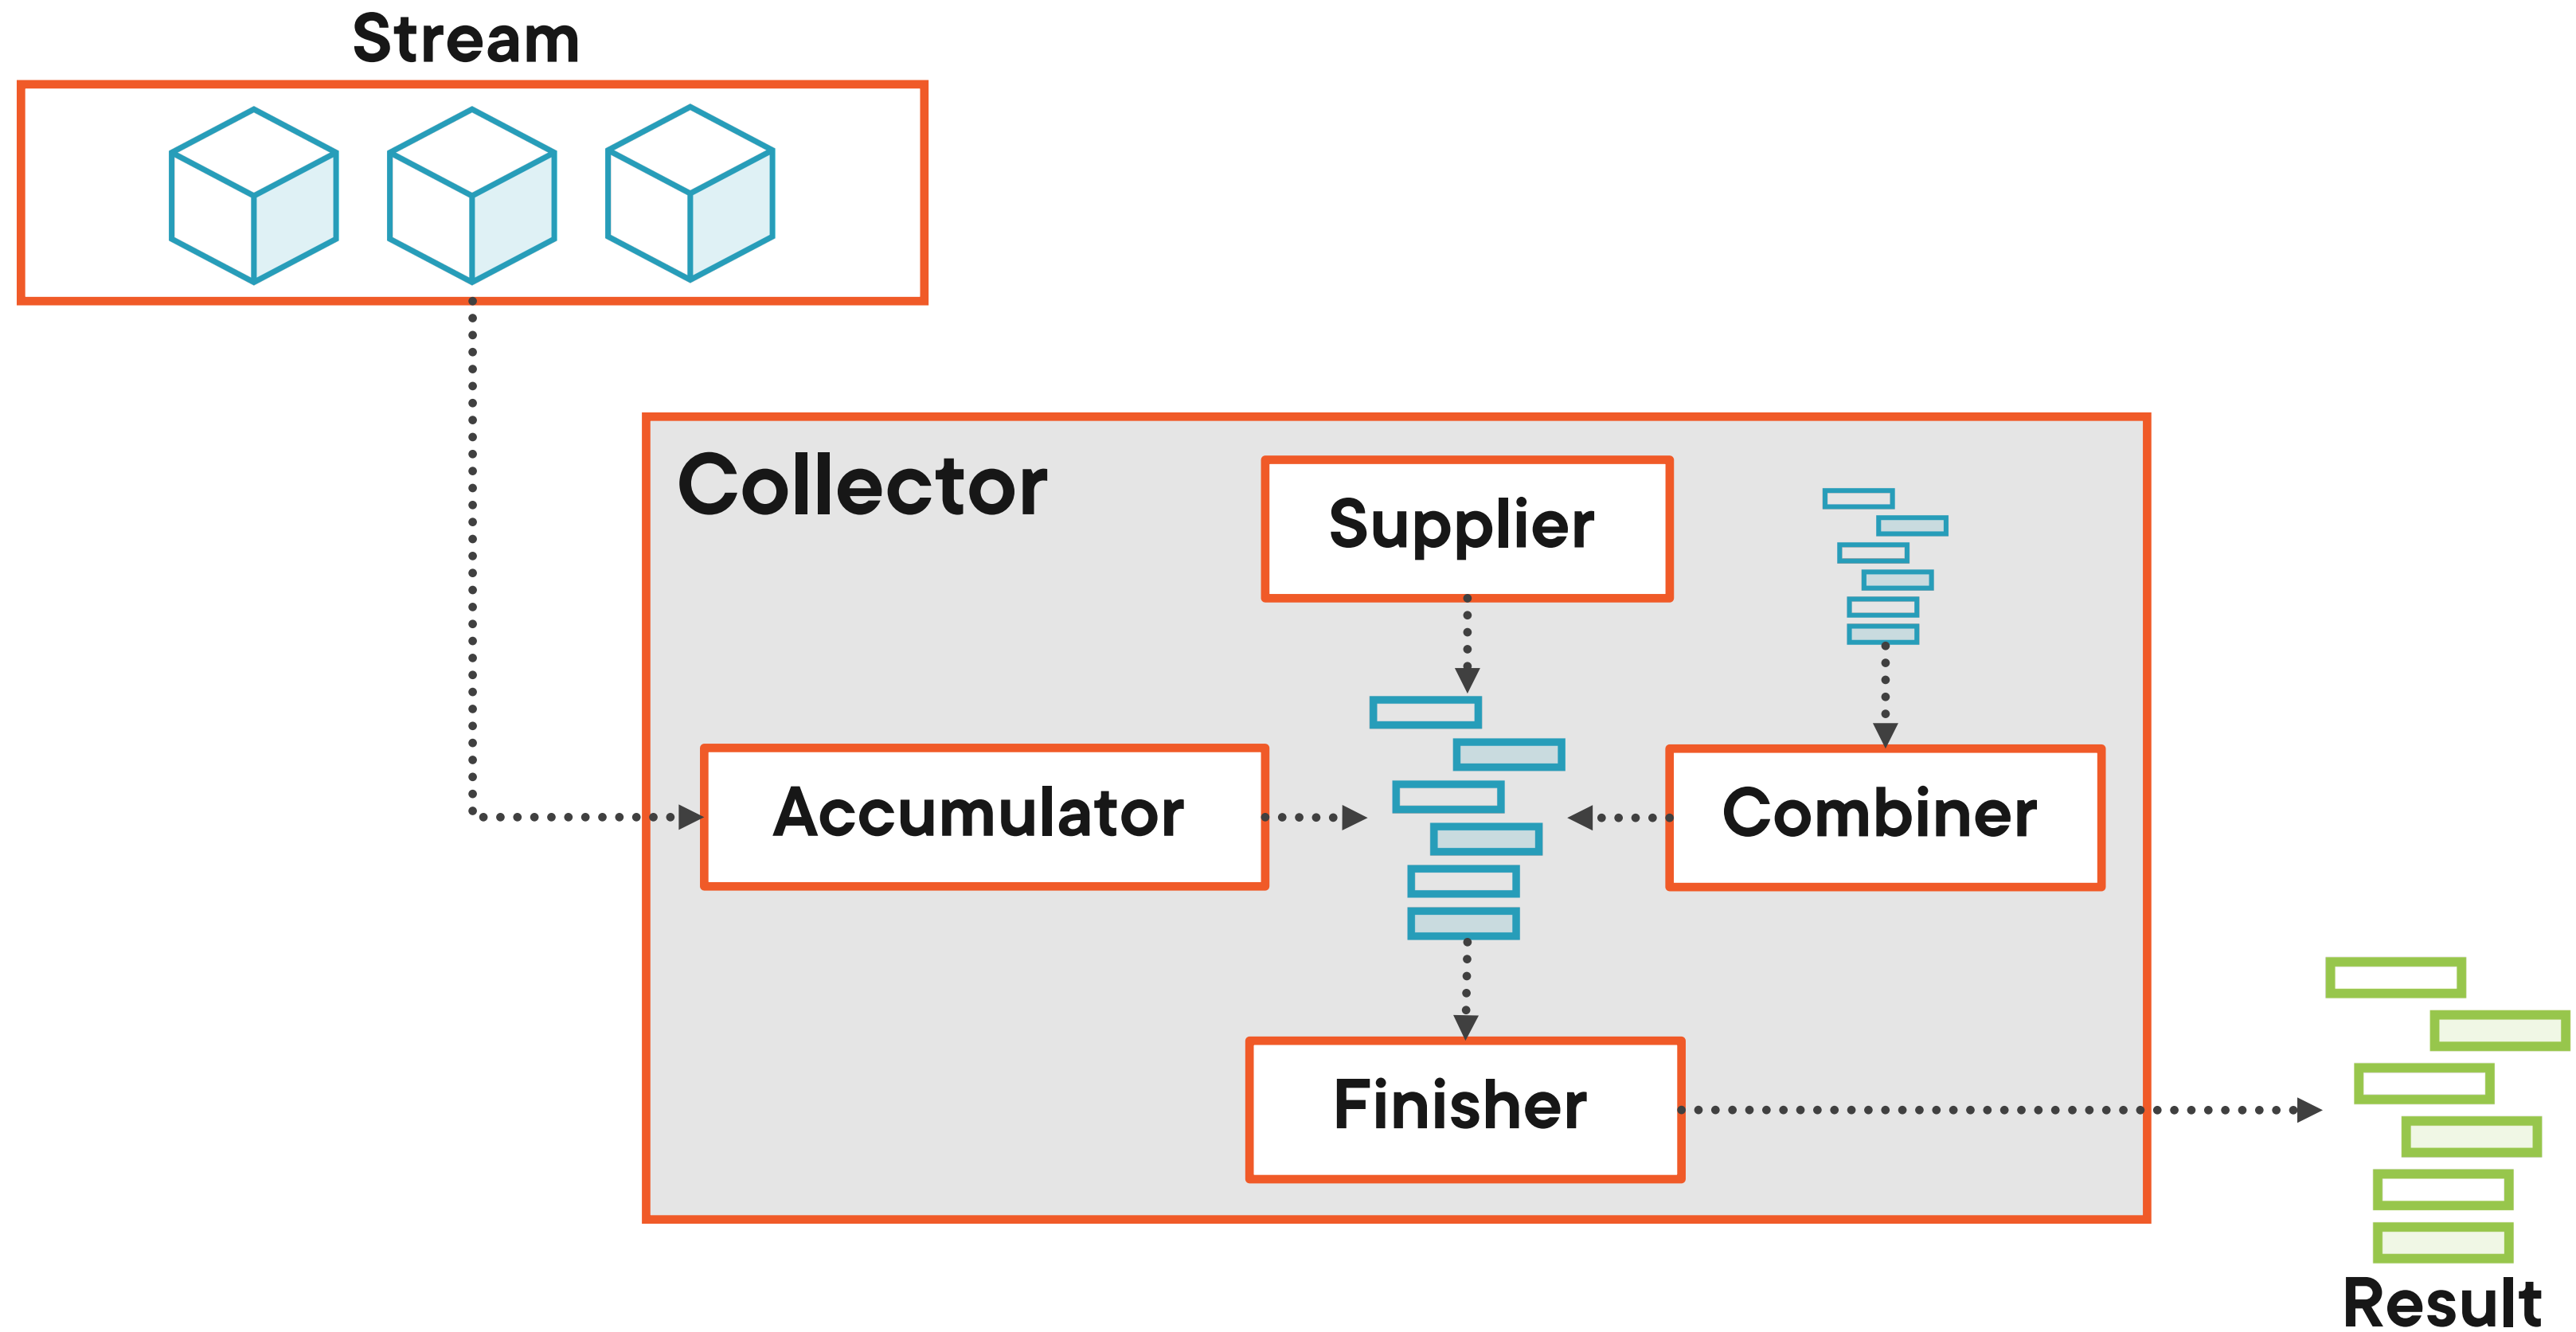 Stream
Collector
Supplier
Accumulator
Combiner
Finisher
Result